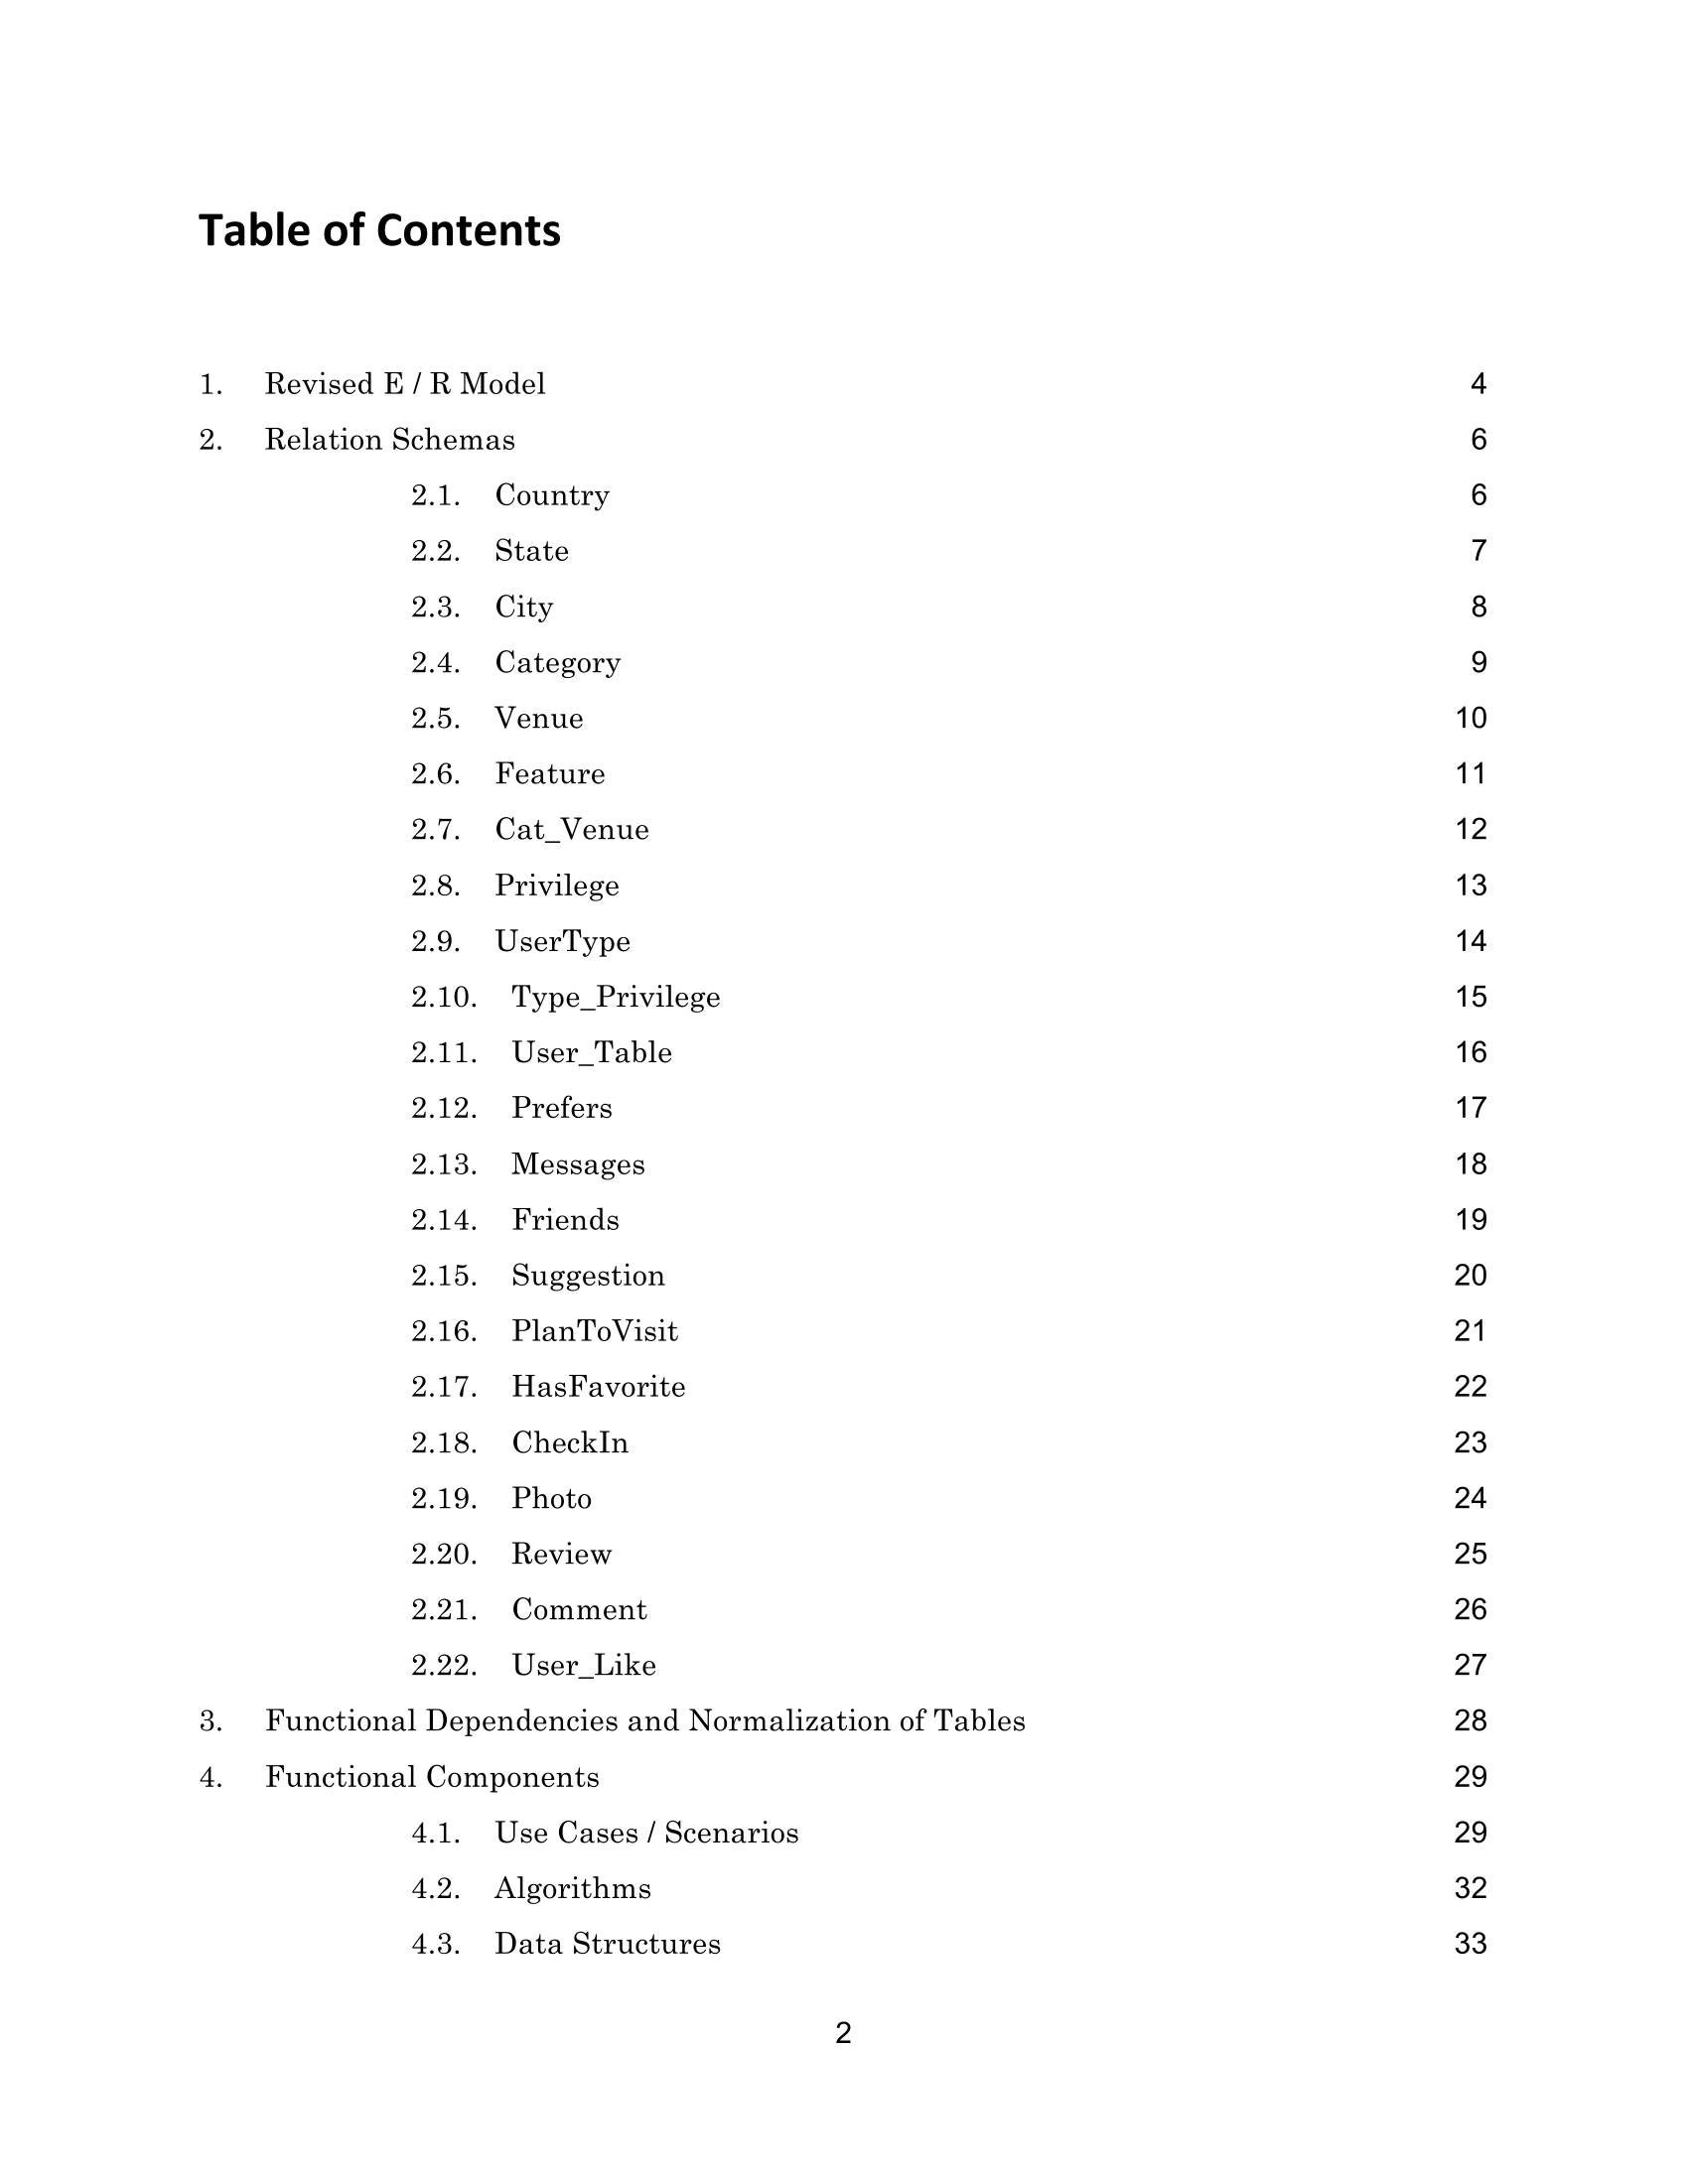 Table of Contents
1. Revised E / R Model 4
2. Relation Schemas 6
2.1. Country 6
2.2. State 7
2.3. City 8
2.4. Category 9
2.5. Venue 10
2.6. Feature 11
2.7. Cat_Venue 12
2.8. Privilege 13
2.9. UserType 14
2.10. Type_Privilege 15
2.11. User_Table 16
2.12. Prefers 17
2.13. Messages 18
2.14. Friends 19
2.15. Suggestion 20
2.16. PlanToVisit 21
2.17. HasFavorite 22
2.18. CheckIn 23
2.19. Photo 24
2.20. Review 25
2.21. Comment 26
2.22. User_Like 27
3. Functional Dependencies and Normalization of Tables 28
4. Functional Components 29
4.1. Use Cases / Scenarios 29
4.2. Algorithms 32
4.3. Data Structures 33
2